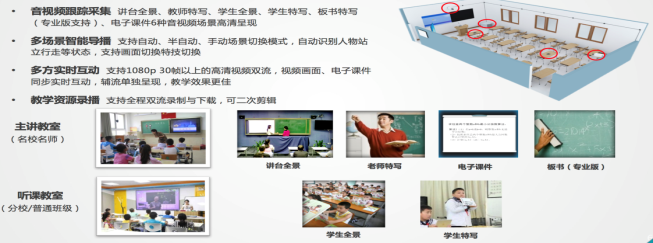 • 音视频跟踪采集 讲台全景、教师特写、学生全景、学生特写、板书特写
（专业版支持）、电子课件6种音视频场景高清呈现
• 多场景智能导播 支持自动、半自动、手动场景切换模式，自动识别人物站
立行走等状态，支持画面切换特技切换
• 多方实时互动 支持1080p 30帧以上的高清视频双流，视频画面、电子课件
同步实时互动，辅流单独呈现，教学效果更佳
• 教学资源录播 支持全程双流录制与下载，可二次剪辑
主讲教室
（名校名师）
讲台全景
老师特写
电子课件
板书（专业版）
听课教室
（分校/普通班级）
学生全景
学生特写